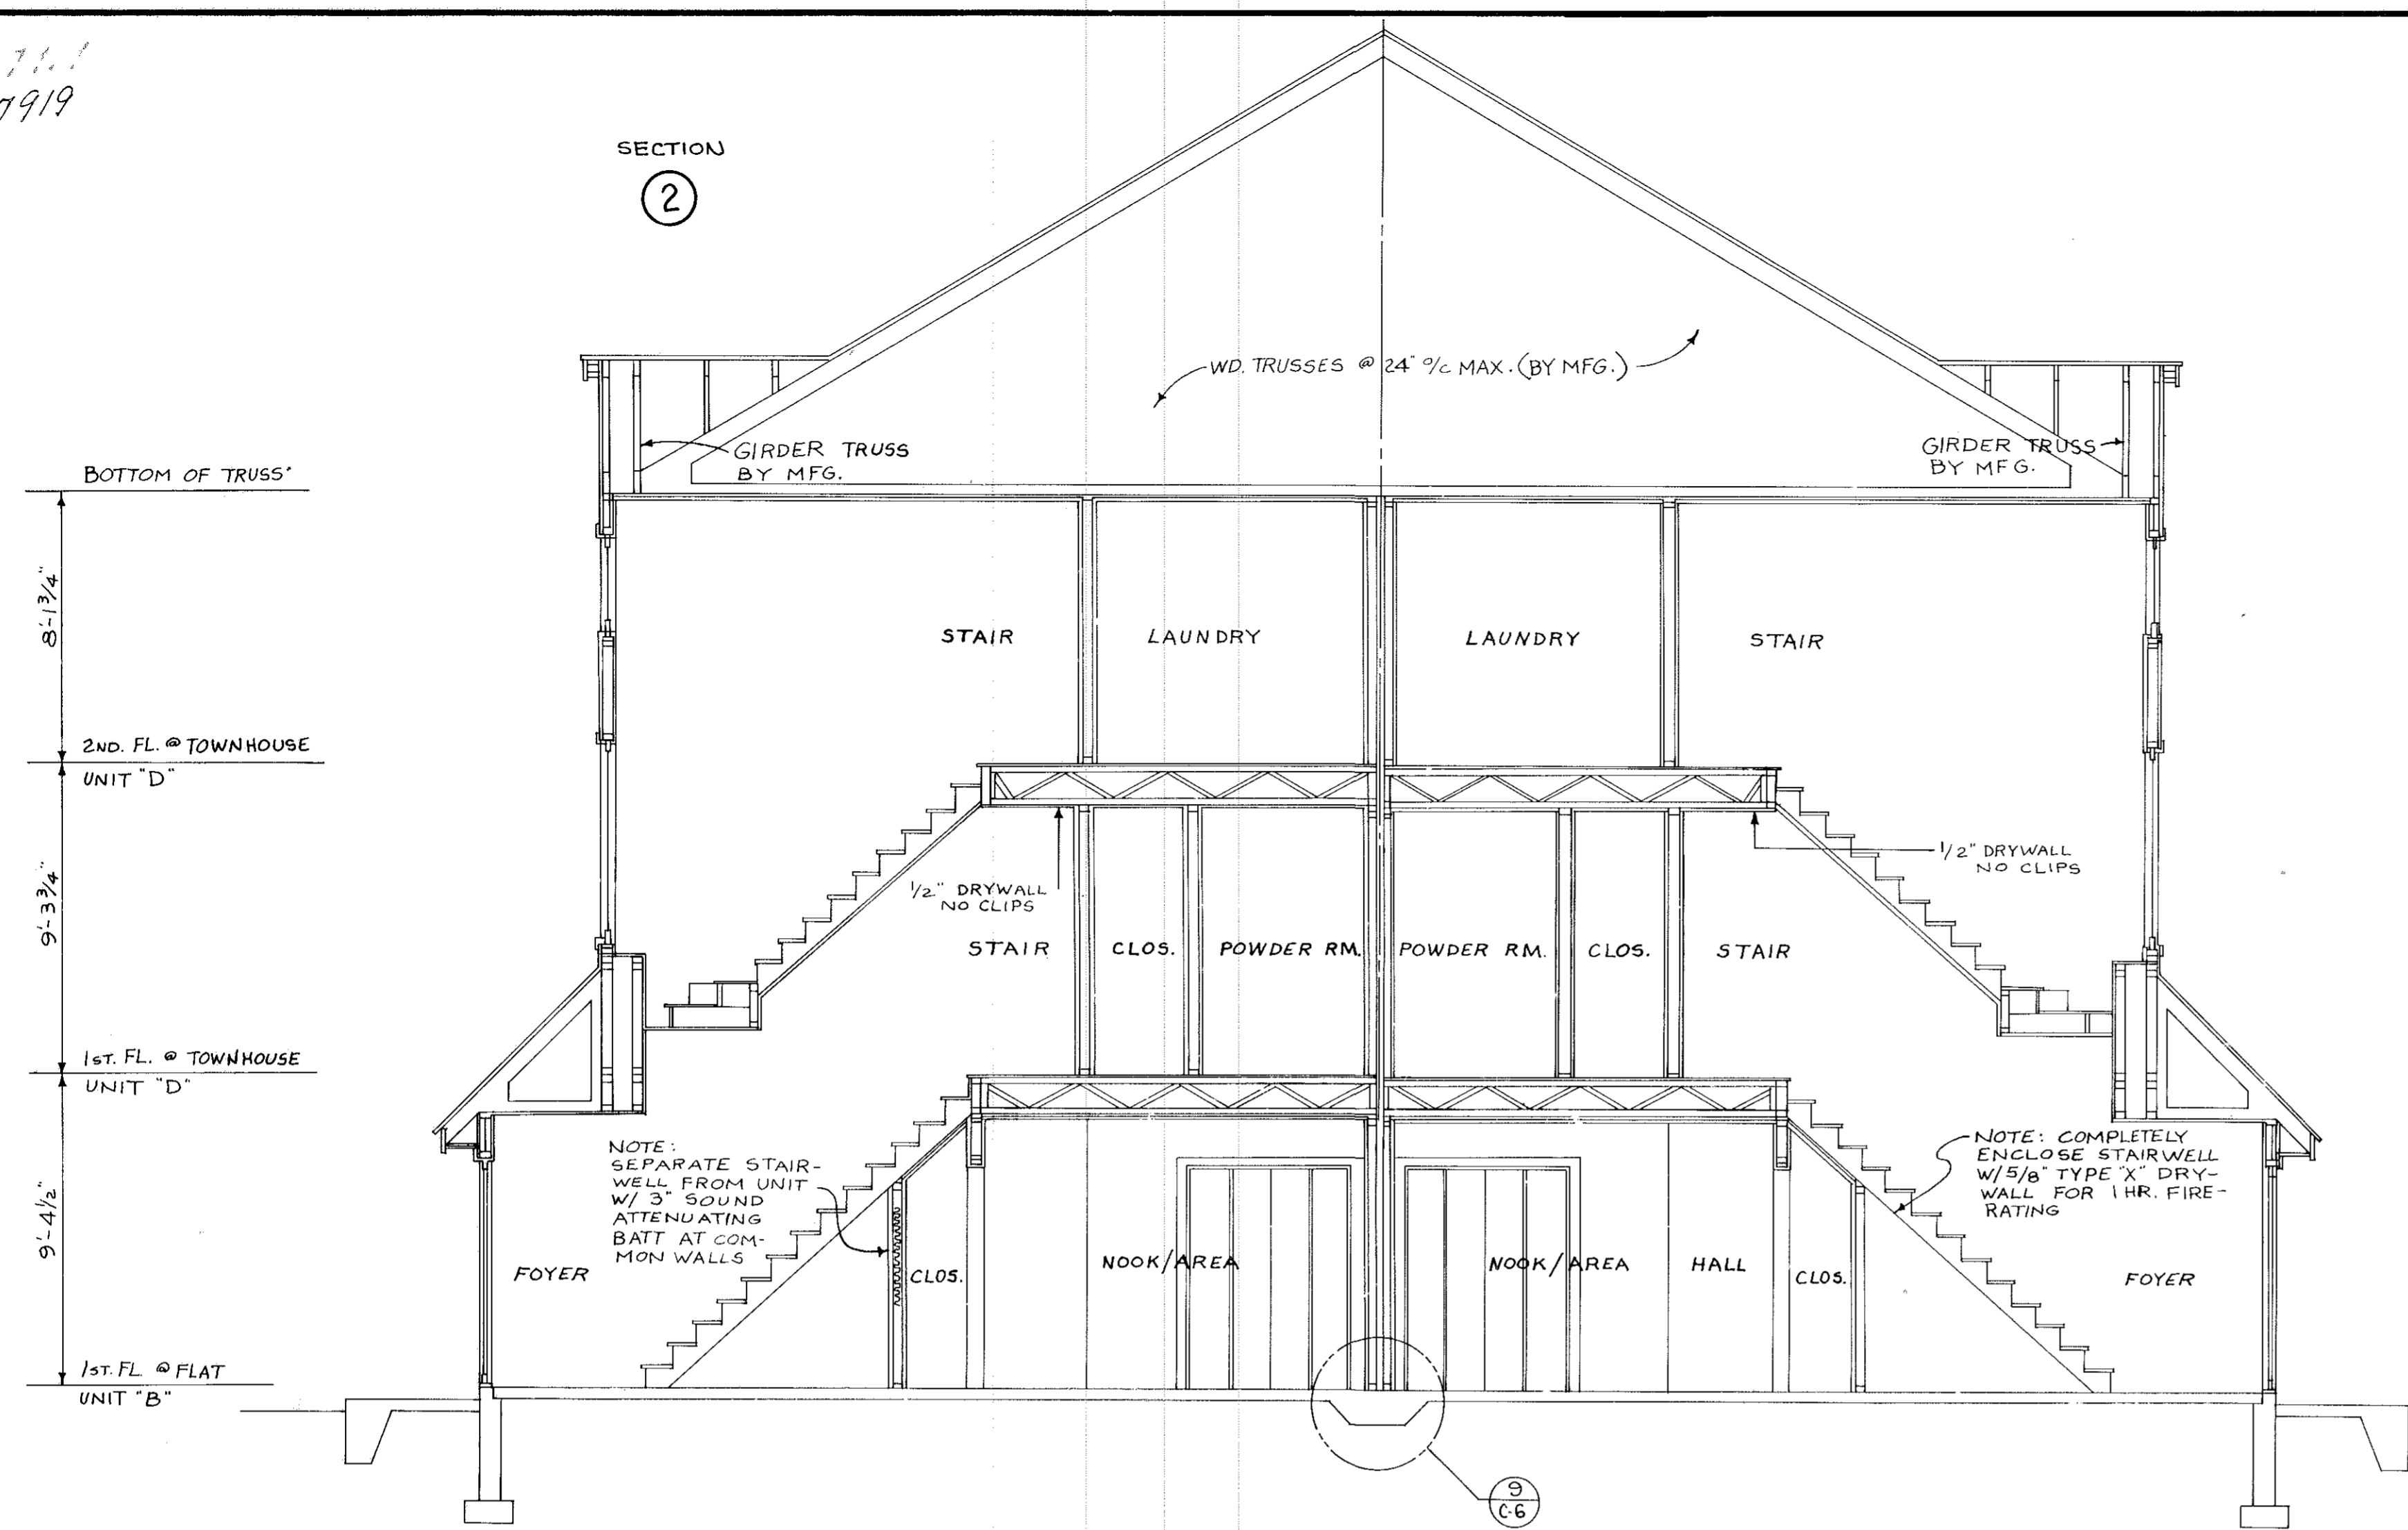 7919
SECTION
2
WD. TRUSSES @ 24" O/C MAX. (BY MFG.)
GIRDER TRUSS
BY MFG.
GIRDER TRUSS
BY MFG.
BOTTOM OF TRUSS'
8'-1 3/4"
STAIR
LAUNDRY
LAUNDRY
STAIR
2ND. FL. @ TOWNHOUSE
UNIT "D"
9'-3 3/4"
1/2" DRYWALL
NO CLIPS
1/2" DRYWALL
NO CLIPS
STAIR
CLOS.
POWDER RM.
POWDER RM.
CLOS.
STAIR
1ST. FL. @ TOWNHOUSE
UNIT "D"
9'-4 1/2"
NOTE:
SEPARATE STAIR-
WELL FROM UNIT
W/ 3" SOUND
ATTENUATING
BATT AT COM-
MON WALLS
NOTE: COMPLETELY
ENCLOSE STAIRWELL
W/ 5/8" TYPE "X" DRY-
WALL FOR 1 HR. FIRE-
RATING
FOYER
CLOS.
NOOK/AREA
NOOK/AREA
HALL
CLOS.
FOYER
1ST. FL @ FLAT
UNIT "B"
9
C-6